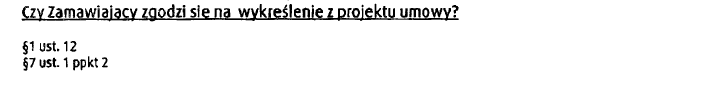 Czy Zamawiający zgodzi się na wykreślenie z projektu umowy?
§1 ust. 12
§7 ust. 1 ppkt 2